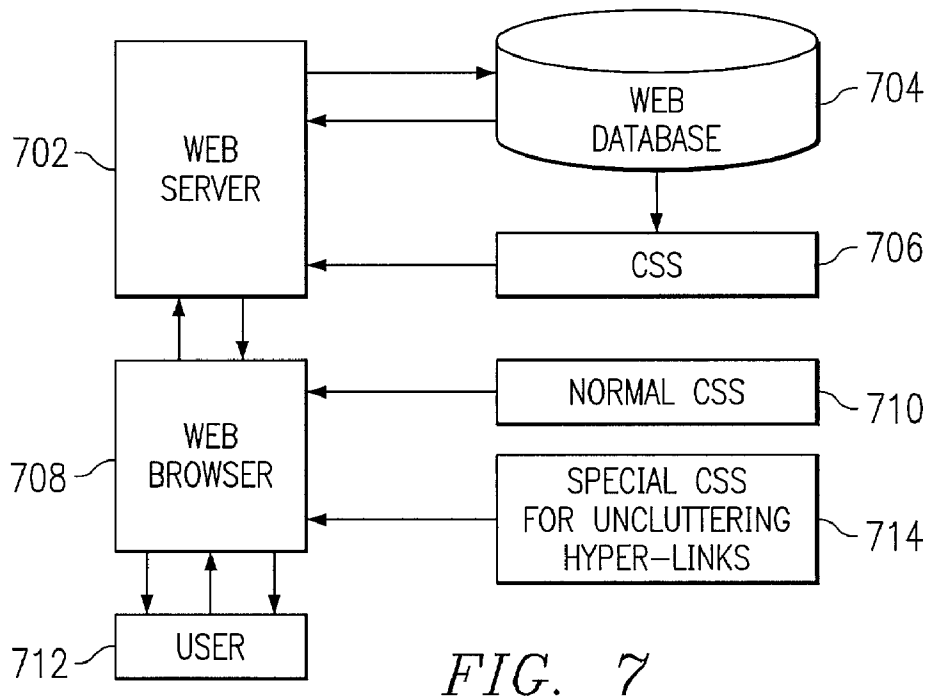 702
WEB
SERVER
WEB
DATABASE
704
CSS
706
708
WEB
BROWSER
NORMAL CSS
710
SPECIAL CSS
FOR UNCLUTTERING
HYPER-LINKS
714
712
USER
FIG. 7